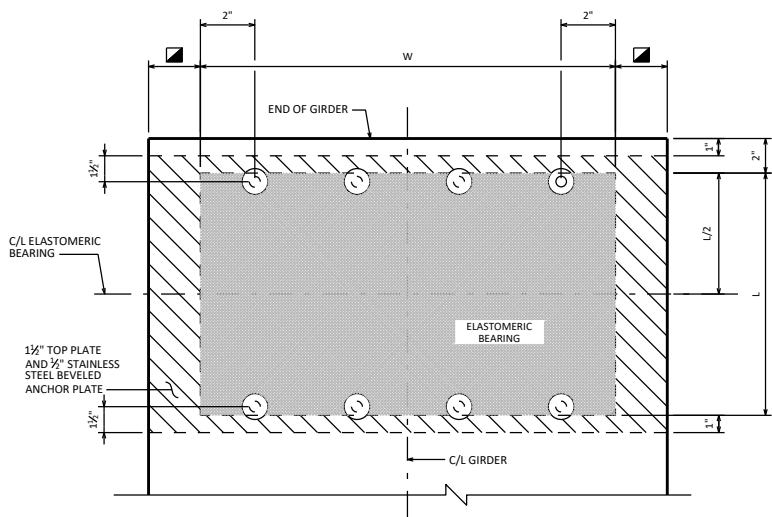 2"
2"
W
END OF GIRDER
1½"
1"
2"
C/L ELASTOMERIC
BEARING
L/2
L
ELASTOMERIC
BEARING
1½" TOP PLATE
AND ½" STAINLESS
STEEL BEVELED
ANCHOR PLATE
1½"
1"
C/L GIRDER